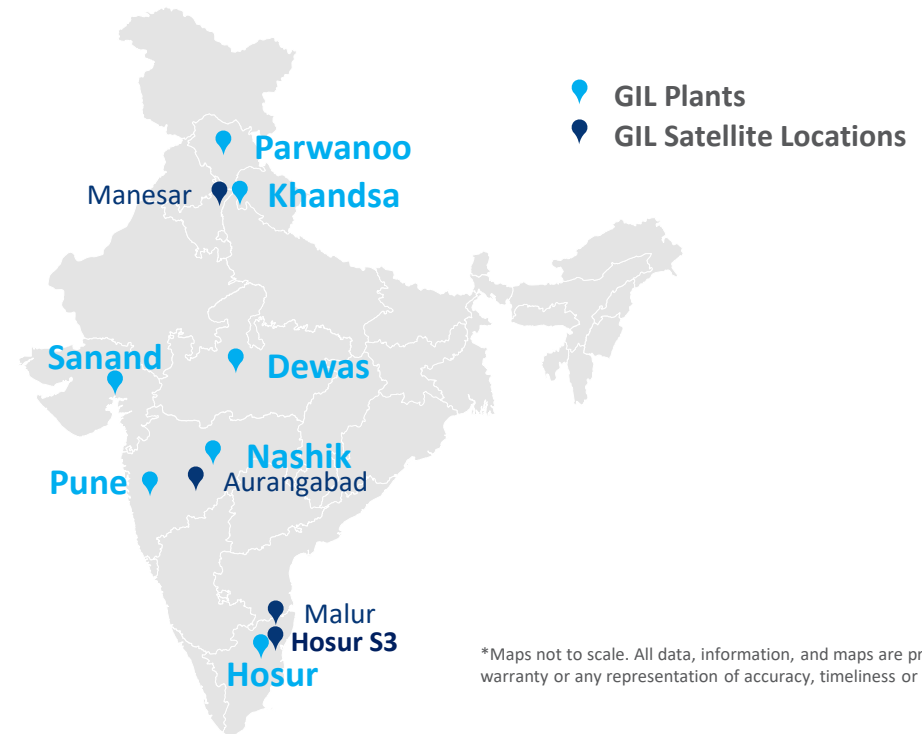 GIL Plants
GIL Satellite Locations
Parwanoo
Manesar
Khandsa
Sanand
Dewas
Nashik
Pune
Aurangabad
Malur
Hosur S3
Hosur
*Maps not to scale. All data, information, and maps are
warranty or any representation of accuracy, timeliness or